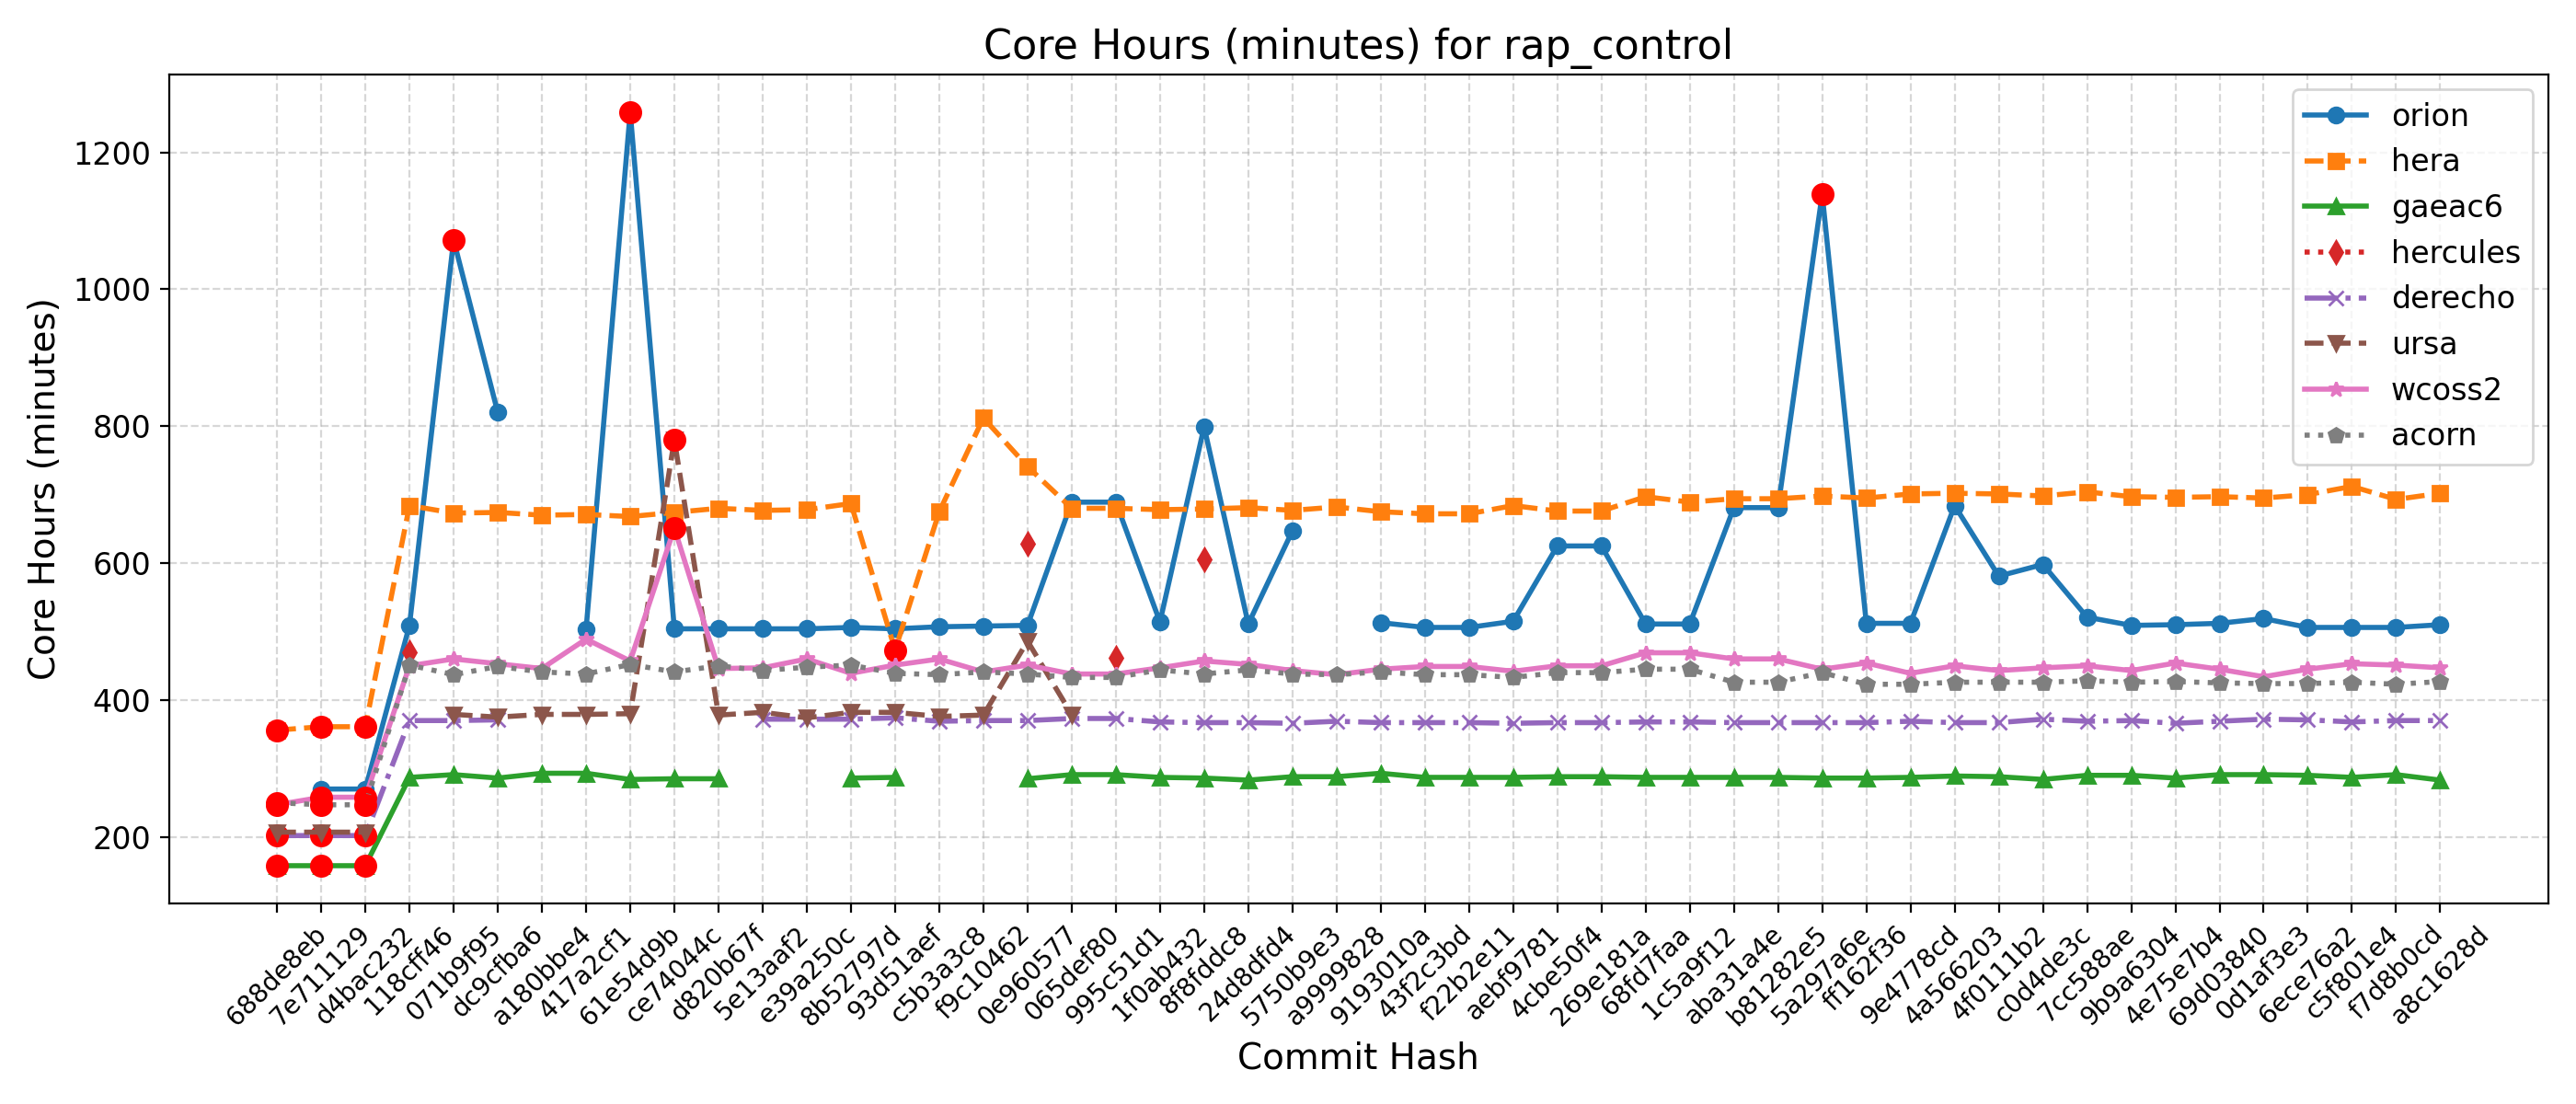 Core Hours (minutes) for rap_control
Core Hours (minutes)
1200
1000
800
600
400
200
orion
hera
gaeac6
hercules
derecho
ursa
wcoss2
acorn
688de8eb
7e711129
d4bac232
118cff46
071b9f95
dc9cfba6
a180bbe4
417a2cf1
61e54d9b
ce74044c
d820b67f
5e13aaf2
e39a250c
8b52797d
93d51aef
c5b3a3c8
f9c10462
0e960577
065def80
995c51d1
1f0ab432
8f8fddc8
24d8dfd4
5750b9e3
a9999828
9193010a
43f2c3bd
f22b2e11
aebf9781
4cbe50f4
269e181a
68fd7faa
1c5a9f12
aba31a4e
b81282e5
5a297a6e
ff162f36
9e4778cd
4a566203
4f0111b2
c0d4de3c
7cc588ae
9b9a6304
4e75e7b4
69d03840
0d1af3e3
6ece76a2
c5f801e4
f7d8b0cd
a8c1628d
Commit Hash